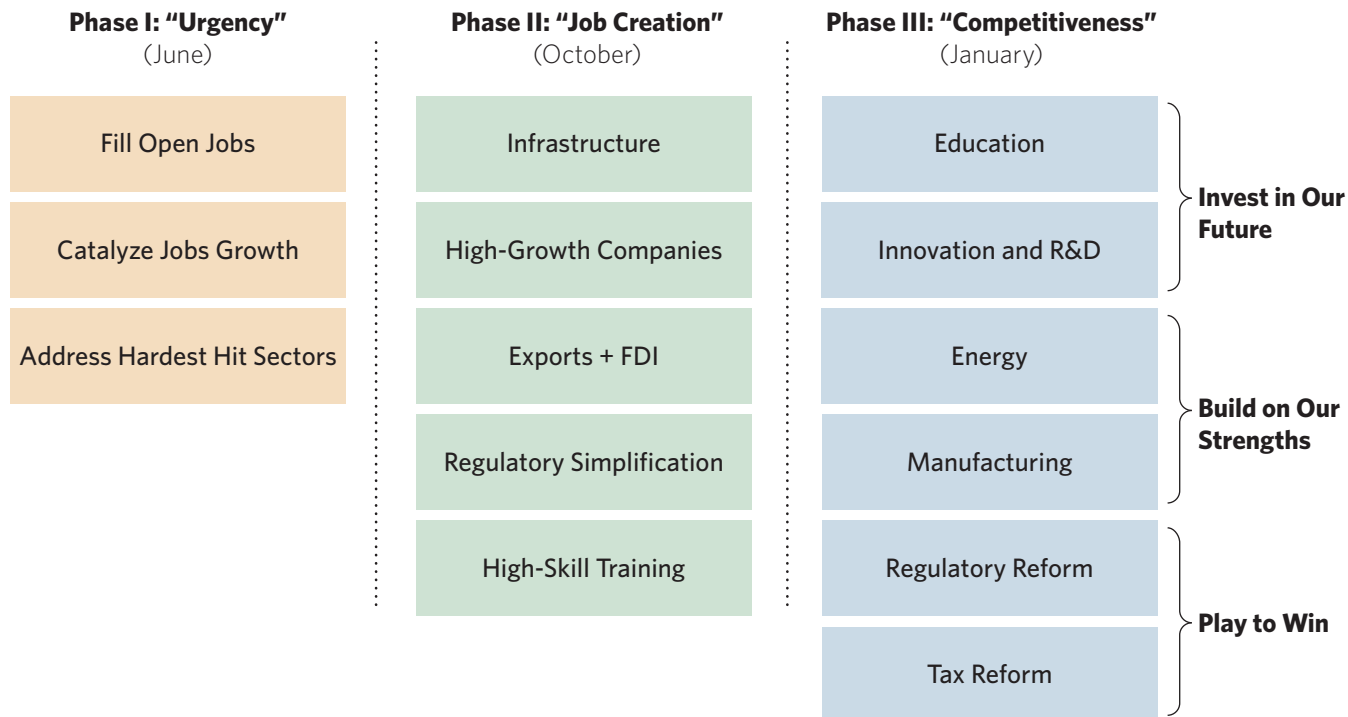 Phase I: “Urgency”
(June)
Fill Open Jobs
Catalyze Jobs Growth
Address Hardest Hit Sectors
Phase II: “Job Creation”
(October)
Infrastructure
High-Growth Companies
Exports + FDI
Regulatory Simplification
High-Skill Training
Phase III: “Competitiveness”
(January)
Education
Innovation and R&D
Energy
Manufacturing
Regulatory Reform
Tax Reform
Invest in Our
Future
Build on Our
Strengths
Play to Win